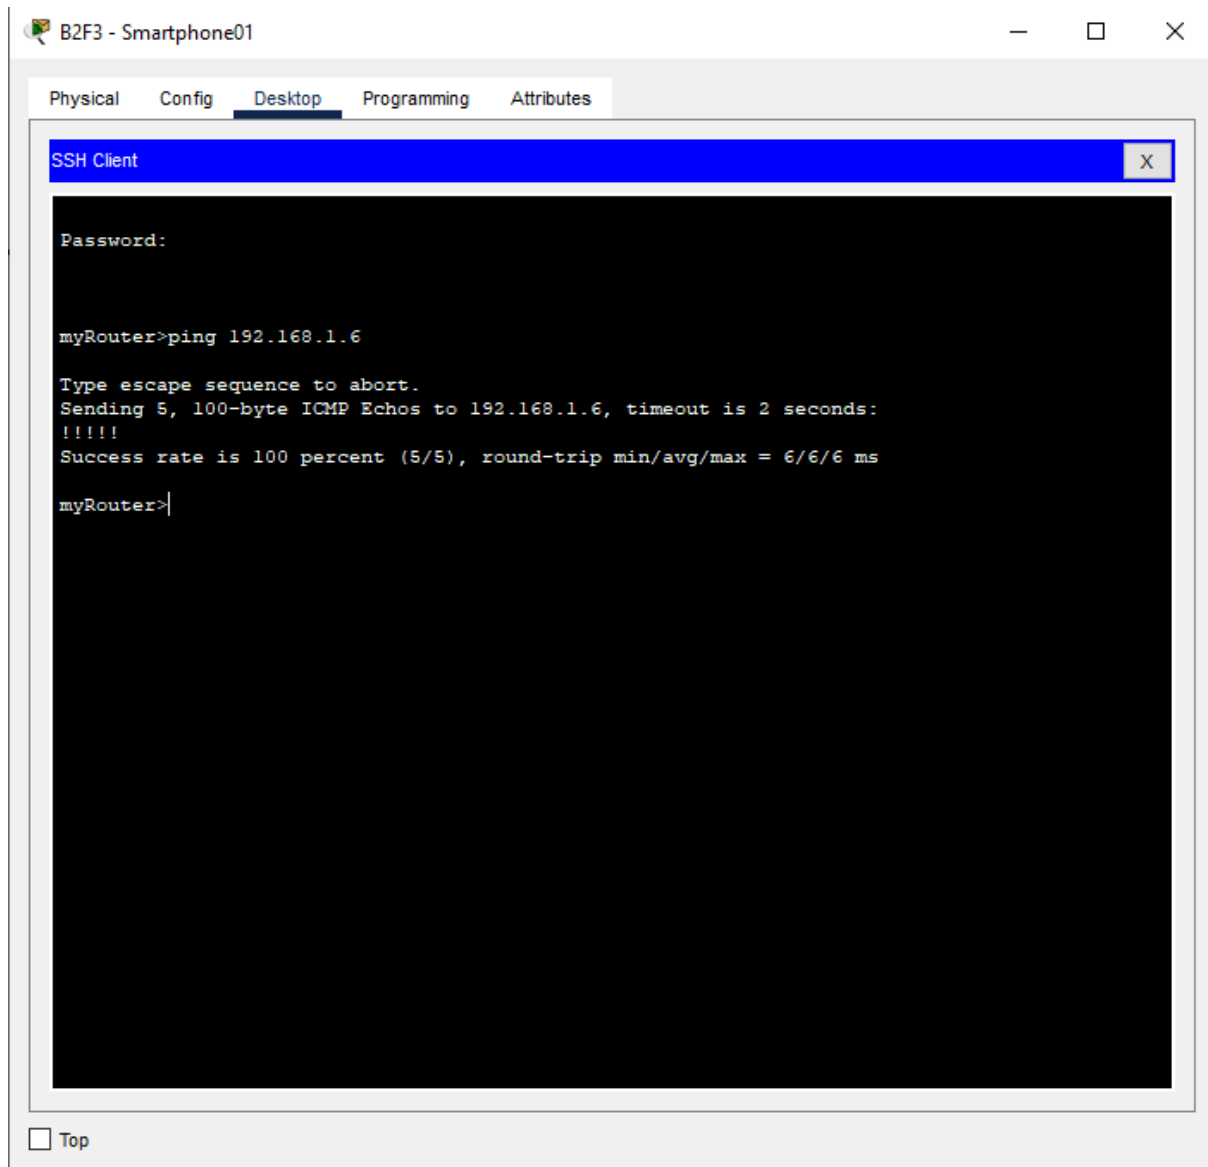 B2F3 - Smartphone01
Physical Config Desktop Programming Attributes
SSH Client
X
Password:
myRouter>ping 192.168.1.6
Type escape sequence to abort.
Sending 5, 100-byte ICMP Echos to 192.168.1.6, timeout is 2 seconds:
!!!!!
Success rate is 100 percent (5/5), round-trip min/avg/max = 6/6/6 ms
myRouter>
Top